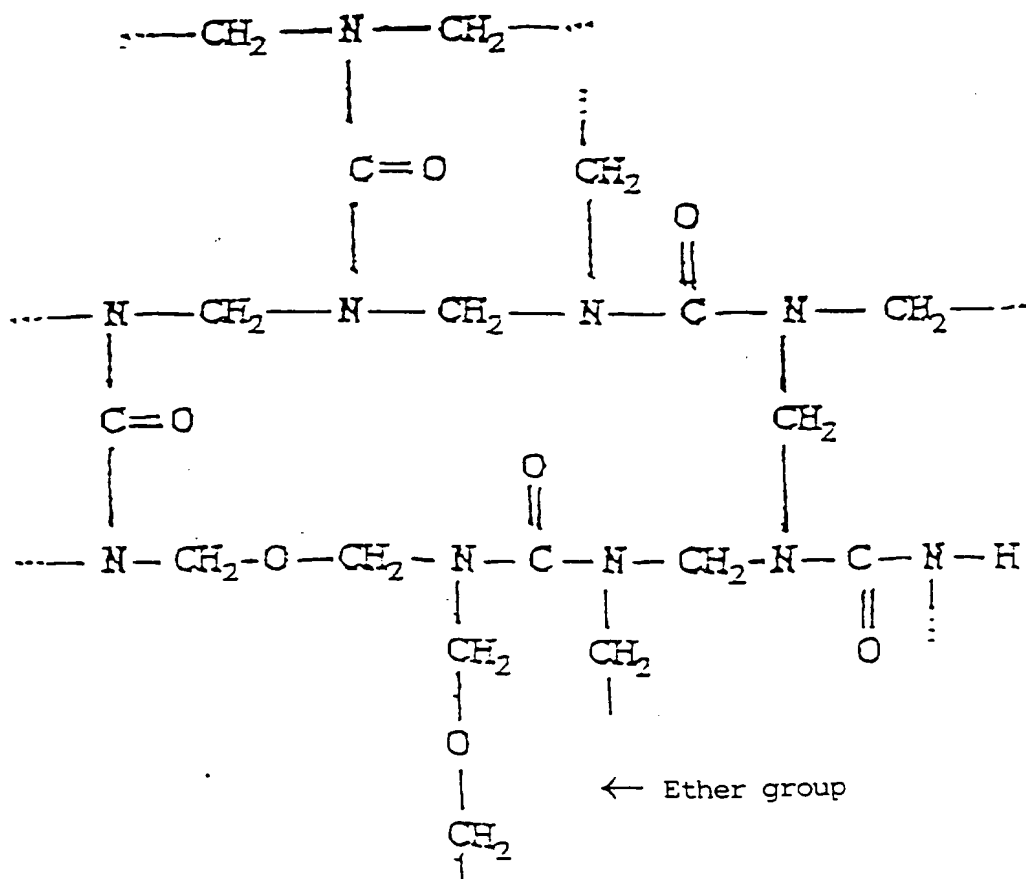 CH₂—N—CH₂
C=O CH₂
O
N—CH₂—N—CH₂—N—C—N—CH₂
C=O CH₂
O
N—CH₂-O—CH₂—N—C—N—CH₂-N—C—N—H
CH₂ CH₂ O
O
← Ether group
CH₂